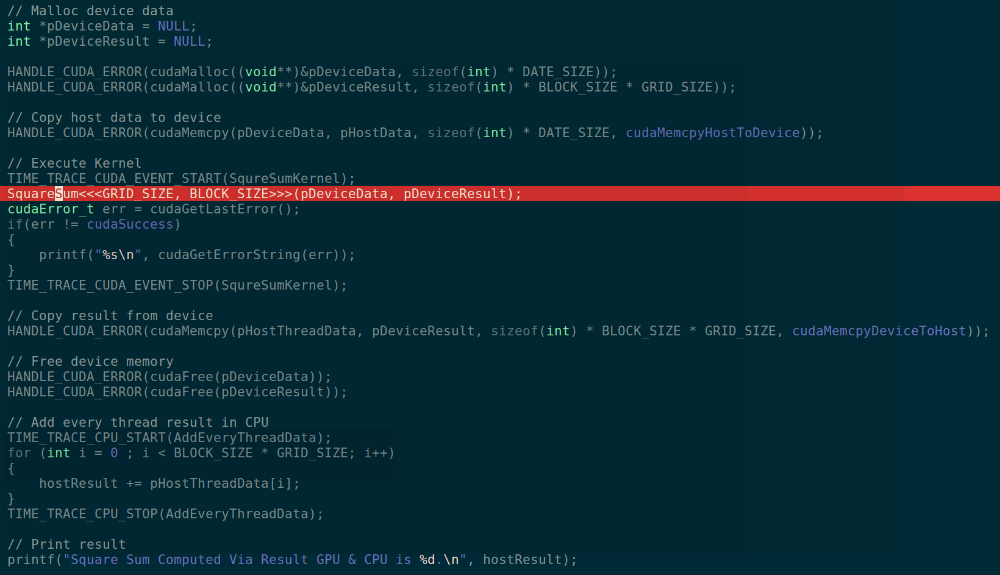 // Malloc device data
int *pDeviceData = NULL;
int *pDeviceResult = NULL;

HANDLE_CUDA_ERROR(cudaMalloc((void**)&pDeviceData, sizeof(int) * DATE_SIZE));
HANDLE_CUDA_ERROR(cudaMalloc((void**)&pDeviceResult, sizeof(int) * BLOCK_SIZE * GRID_SIZE));

// Copy host data to device
HANDLE_CUDA_ERROR(cudaMemcpy(pDeviceData, pHostData, sizeof(int) * DATE_SIZE, cudaMemcpyHostToDevice));

// Execute Kernel
TIME_TRACE_CUDA_EVENT_START(SqureSumKernel);
SquareSum<<<GRID_SIZE, BLOCK_SIZE>>>(pDeviceData, pDeviceResult);
cudaError_t err = cudaGetLastError();
if(err != cudaSuccess)
{
    printf("%s\n", cudaGetErrorString(err));
}
TIME_TRACE_CUDA_EVENT_STOP(SqureSumKernel);

// Copy result from device
HANDLE_CUDA_ERROR(cudaMemcpy(pHostThreadData, pDeviceResult, sizeof(int) * BLOCK_SIZE * GRID_SIZE, cudaMemcpyDeviceToHost));

// Free device memory
HANDLE_CUDA_ERROR(cudaFree(pDeviceData));
HANDLE_CUDA_ERROR(cudaFree(pDeviceResult));

// Add every thread result in CPU
TIME_TRACE_CPU_START(AddEveryThreadData);
for (int i = 0 ; i < BLOCK_SIZE * GRID_SIZE; i++)
{
    hostResult += pHostThreadData[i];
}
TIME_TRACE_CPU_STOP(AddEveryThreadData);

// Print result
printf("Square Sum Computed Via Result GPU & CPU is %d.\n", hostResult);